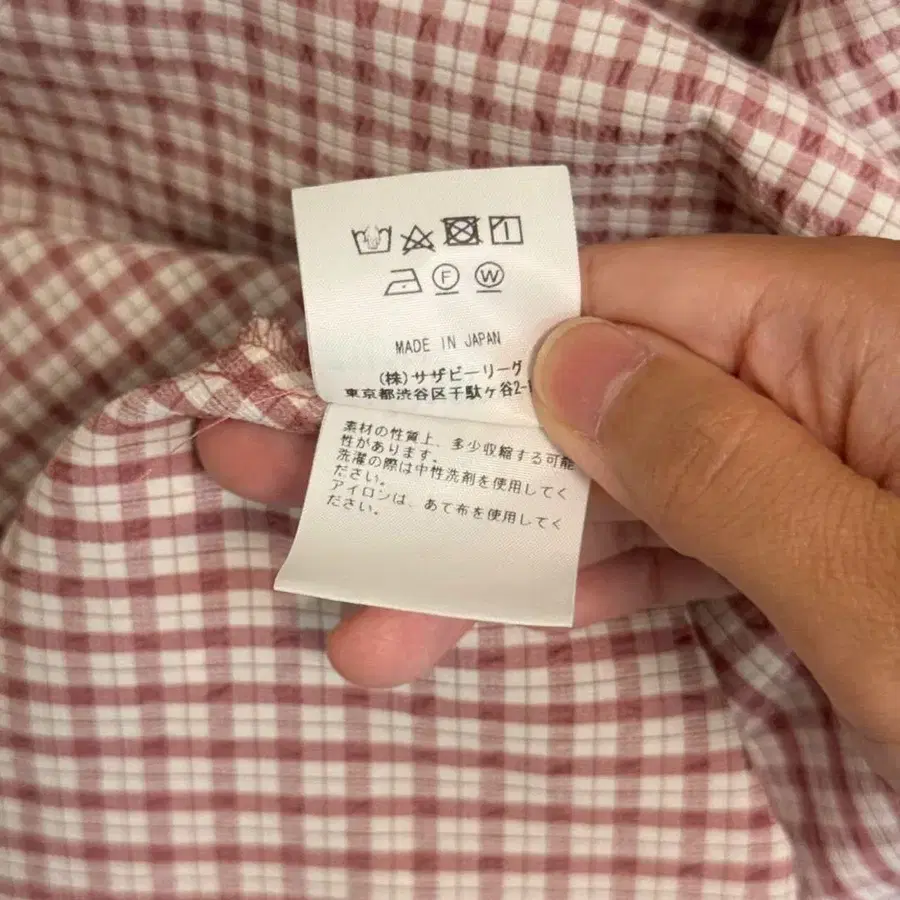 F W
MADE IN JAPAN
(株)サザビーリーグ
東京都渋谷区千駄ヶ谷2-
素材の性質上、多少収縮する可能
性があります。
洗濯の際は中性洗剤を使用してく
ださい。
アイロンは、あて布を使用してく
ださい。